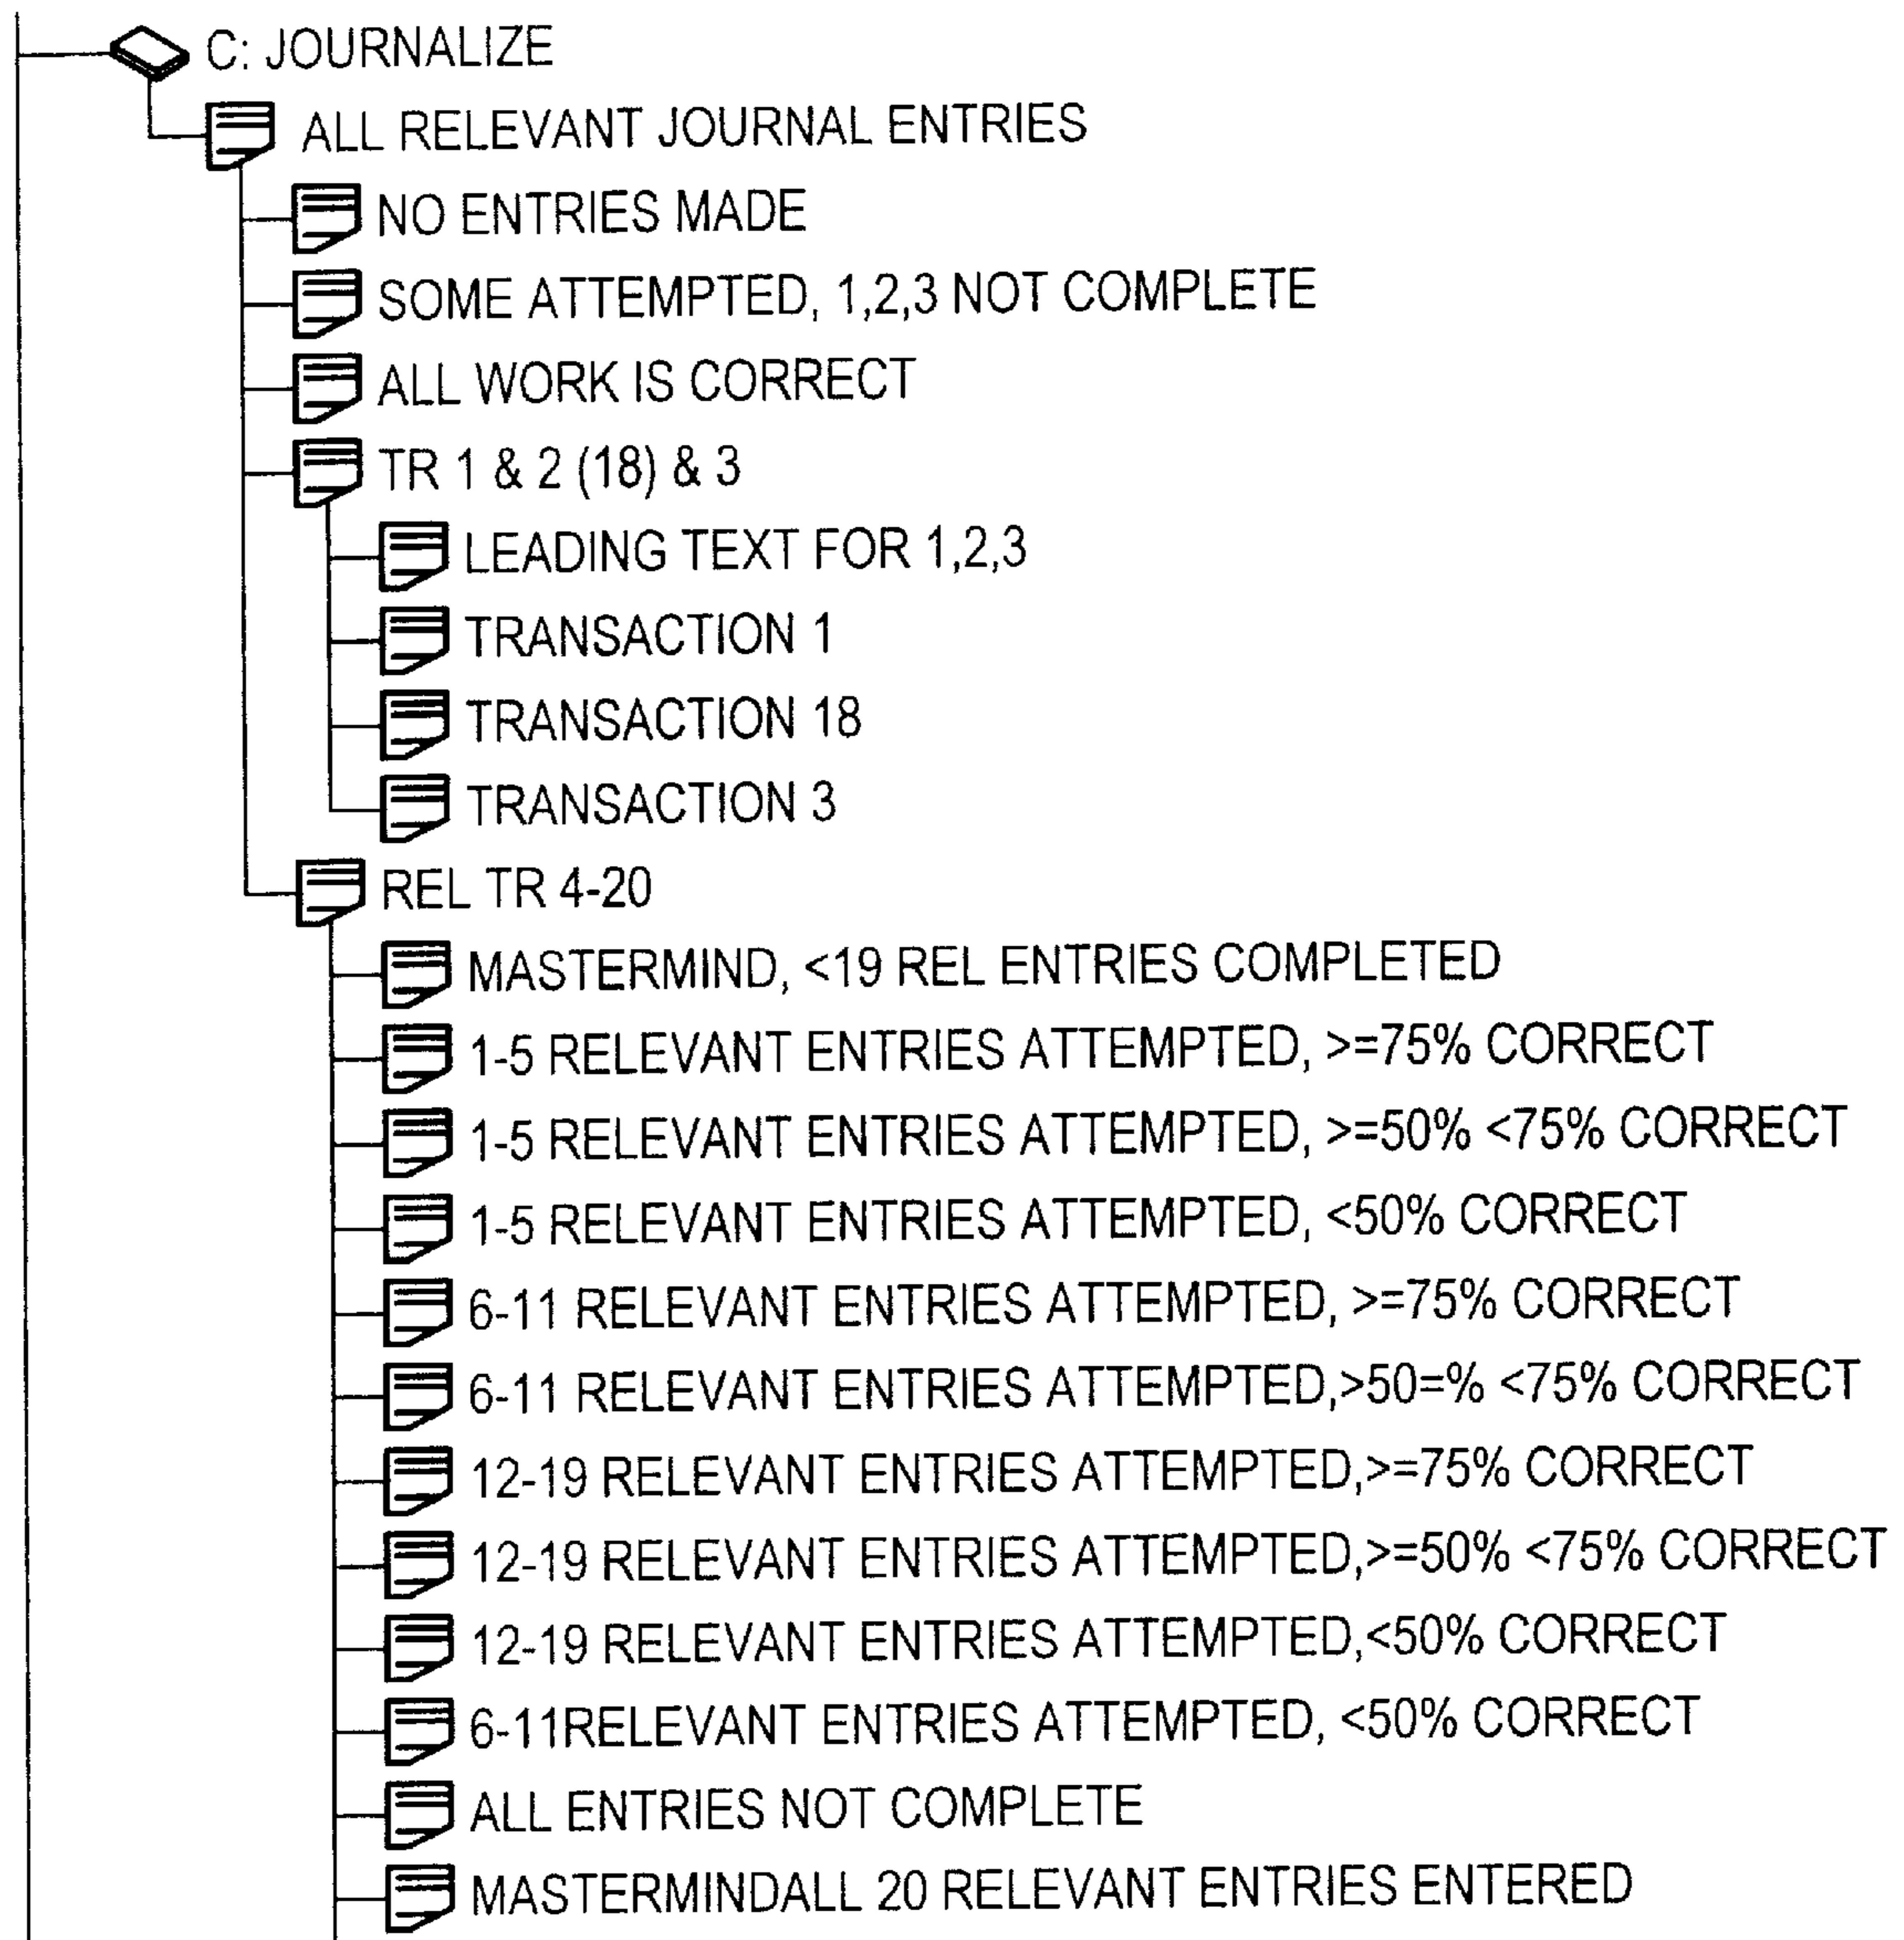 C: JOURNALIZE
ALL RELEVANT JOURNAL ENTRIES
NO ENTRIES MADE
SOME ATTEMPTED, 1,2,3 NOT COMPLETE
ALL WORK IS CORRECT
TR 1 & 2 (18) & 3
LEADING TEXT FOR 1,2,3
TRANSACTION 1
TRANSACTION 18
TRANSACTION 3
REL TR 4-20
MASTERMIND, <19 REL ENTRIES COMPLETED
1-5 RELEVANT ENTRIES ATTEMPTED, >=75% CORRECT
1-5 RELEVANT ENTRIES ATTEMPTED, >=50% <75% CORRECT
1-5 RELEVANT ENTRIES ATTEMPTED, <50% CORRECT
6-11 RELEVANT ENTRIES ATTEMPTED, >=75% CORRECT
6-11 RELEVANT ENTRIES ATTEMPTED,>50=% <75% CORRECT
12-19 RELEVANT ENTRIES ATTEMPTED,>=75% CORRECT
12-19 RELEVANT ENTRIES ATTEMPTED,>=50% <75% CORRECT
12-19 RELEVANT ENTRIES ATTEMPTED,<50% CORRECT
6-11RELEVANT ENTRIES ATTEMPTED, <50% CORRECT
ALL ENTRIES NOT COMPLETE
MASTERMINDALL 20 RELEVANT ENTRIES ENTERED